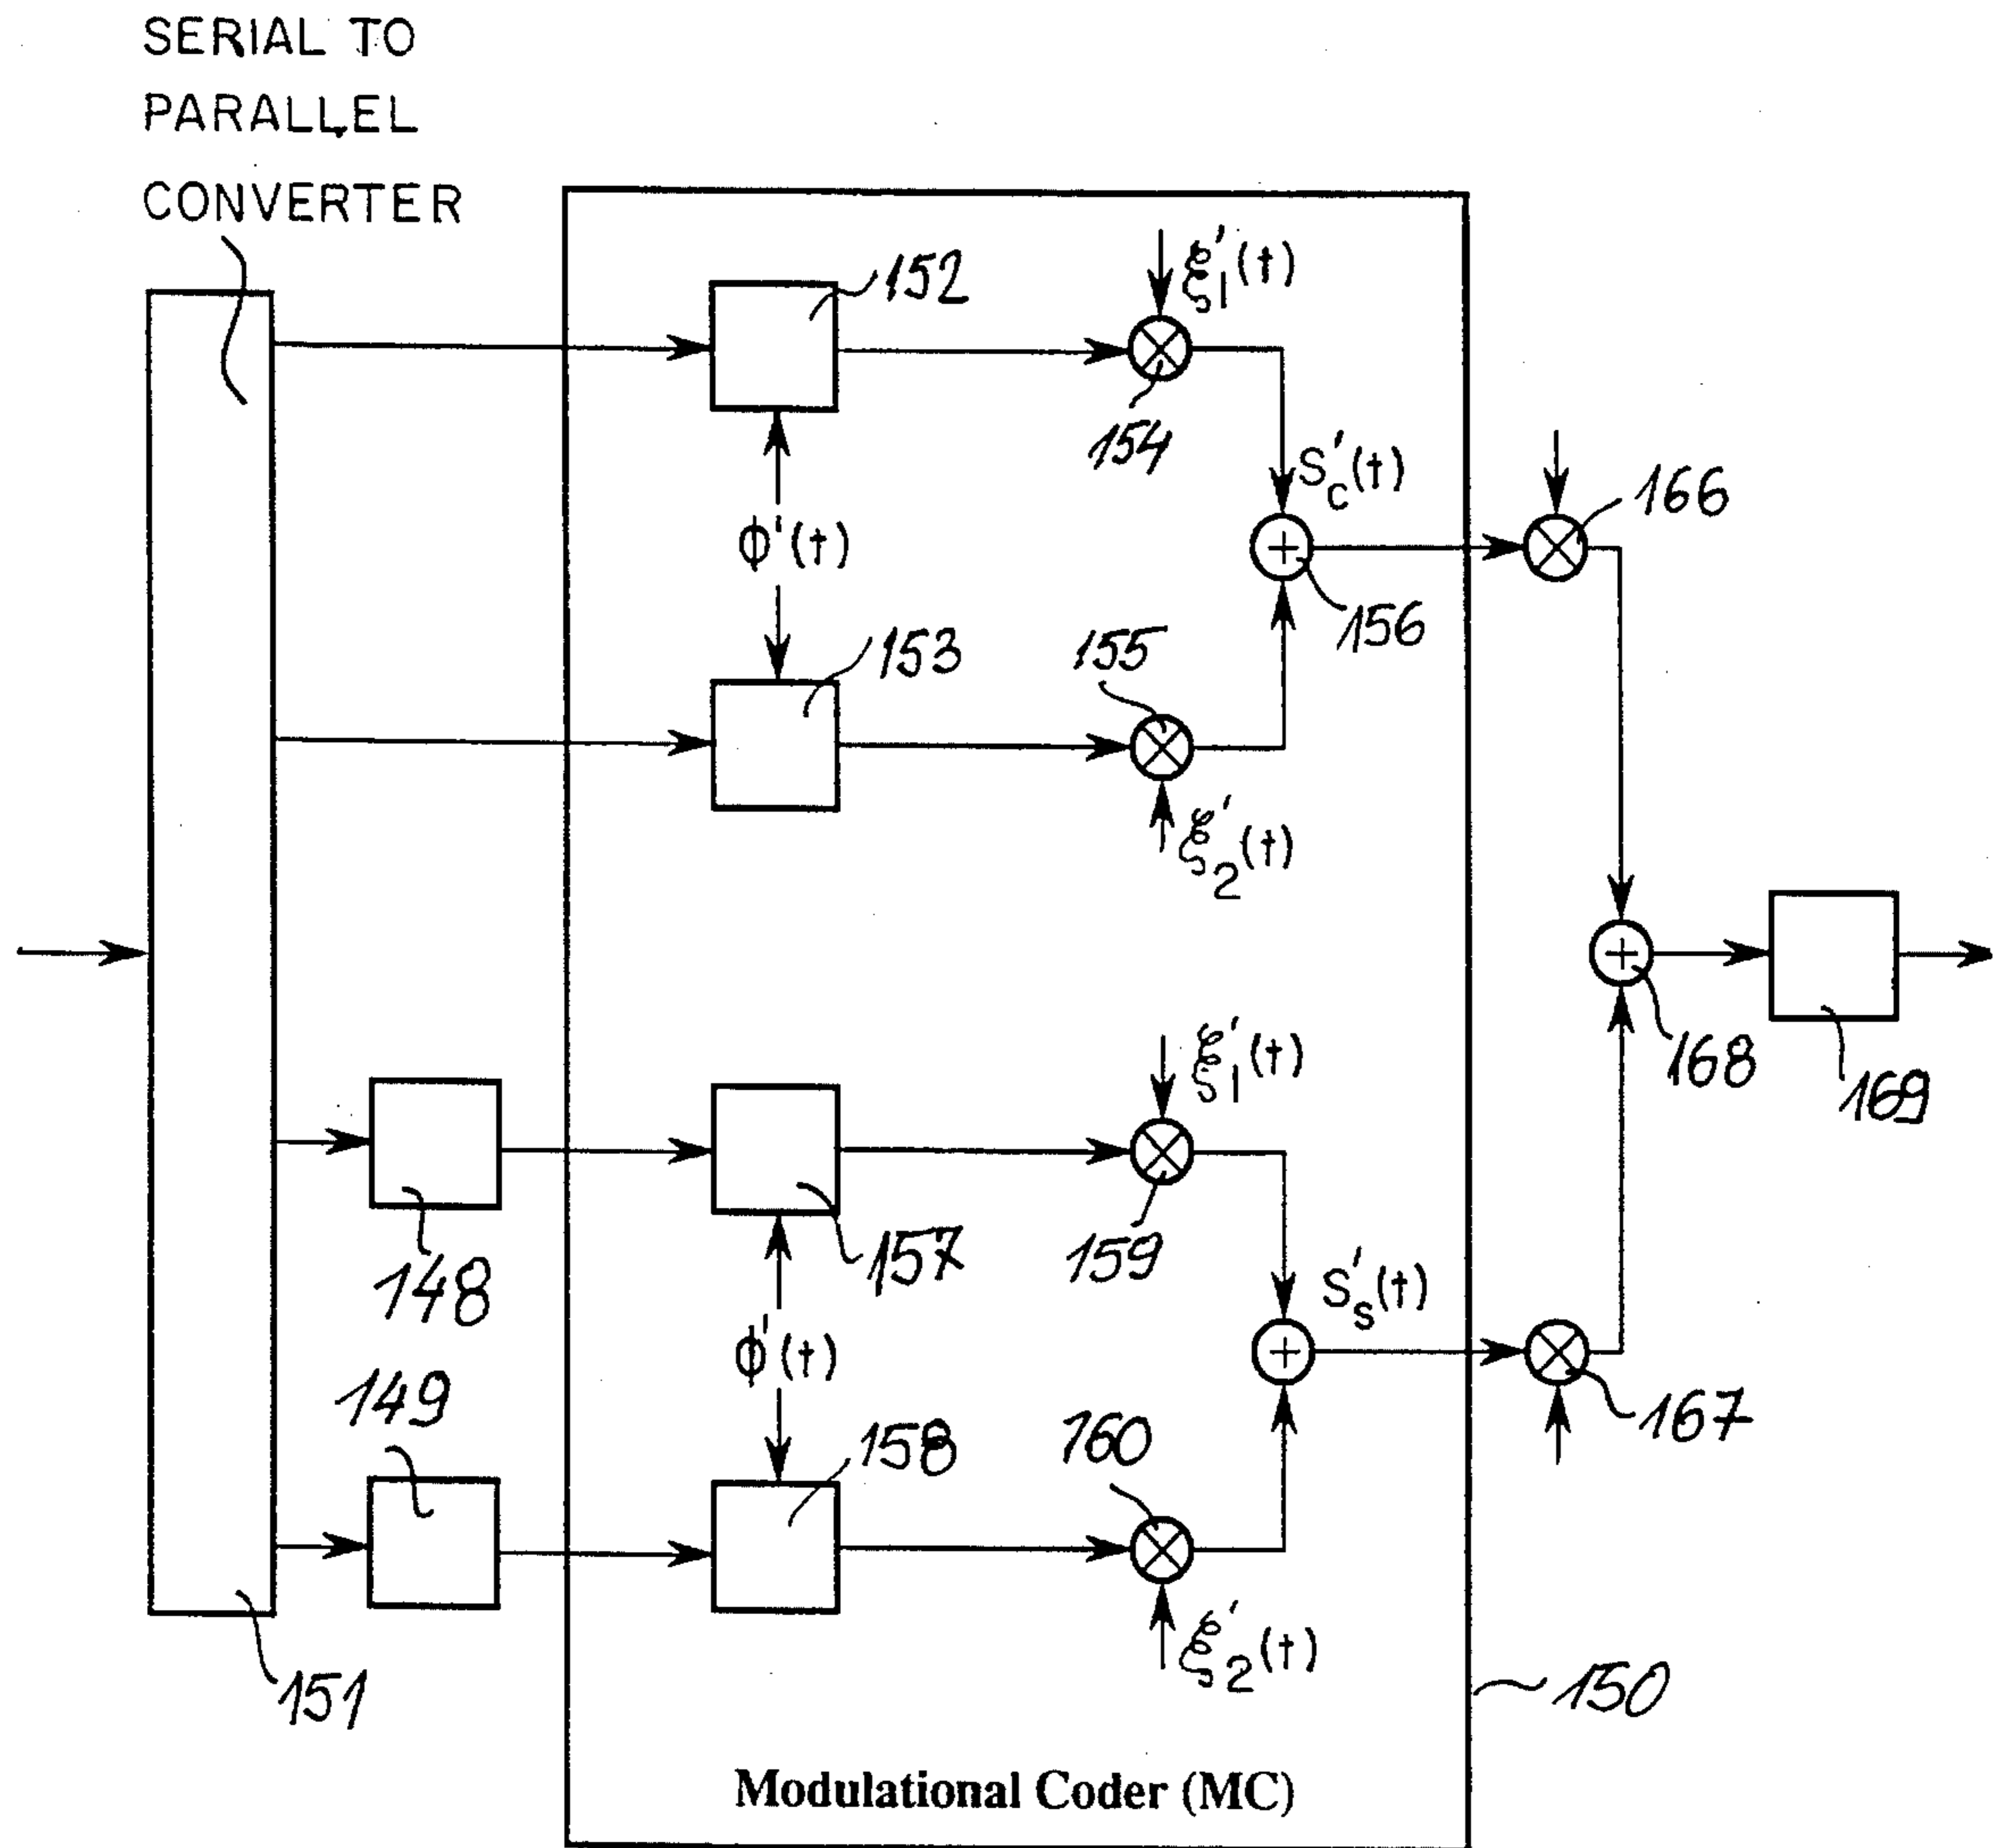 SERIAL TO
PARALLEL
CONVERTER
152
ξ'1(t)
154
S'c(t)
166
ϕ'(t)
156
153
155
ξ'2(t)
168
169
ξ'1(t)
148
157
159
S's(t)
ϕ'(t)
149
158
160
167
ξ'2(t)
151
150
Modulational Coder (MC)